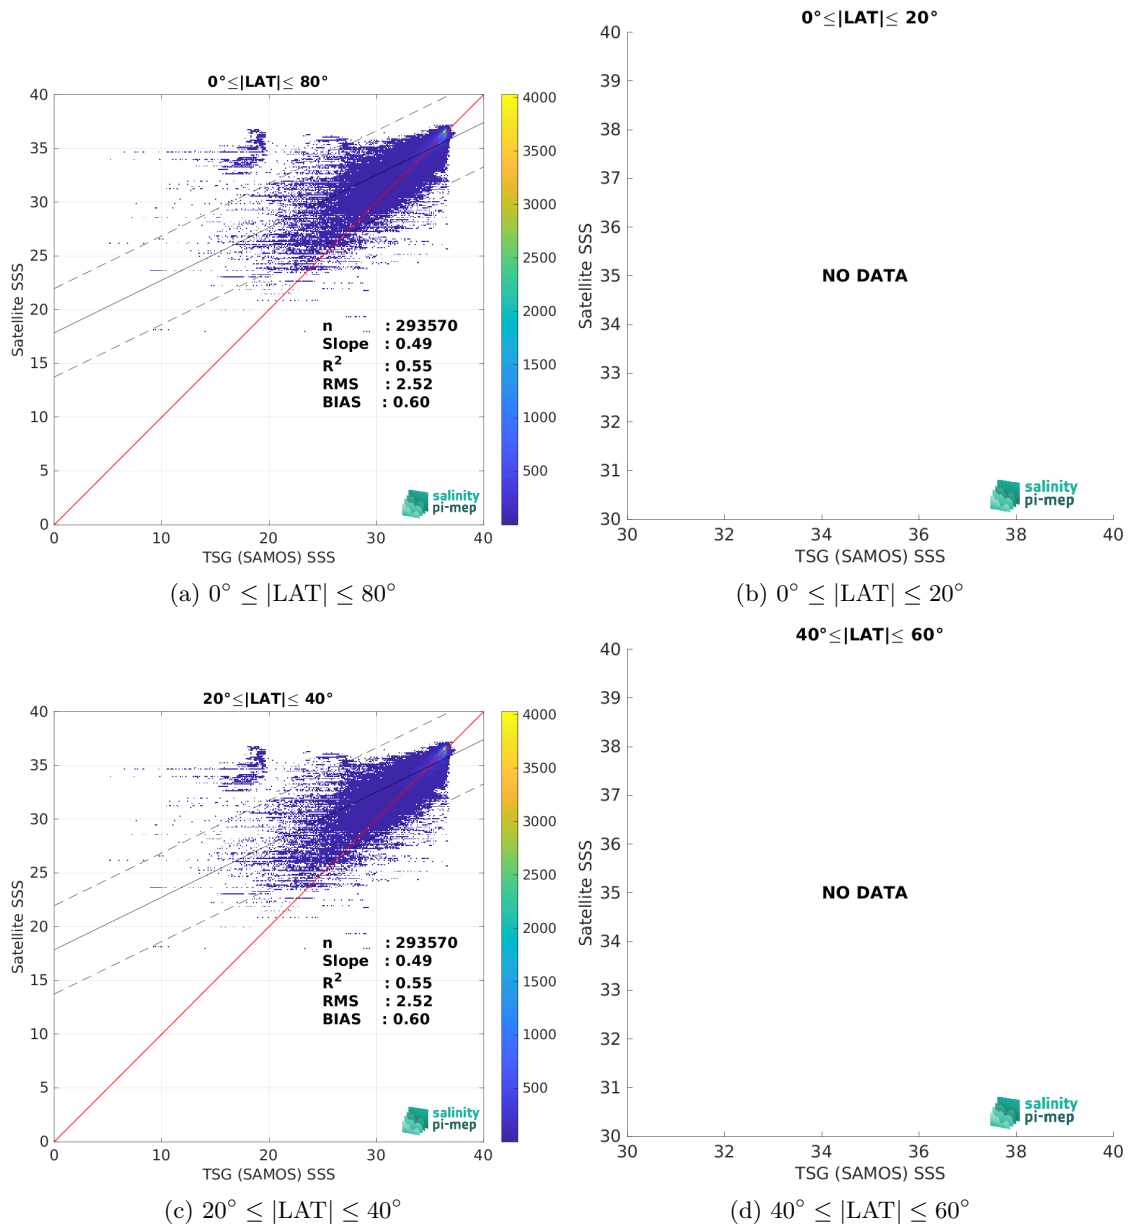 0°≤|LAT|≤ 80°
40
35
30
25
20
15
10
5
0
Satellite SSS
n : 293570
Slope : 0.49
R² : 0.55
RMS : 2.52
BIAS : 0.60
salinity
pi-mep
0 10 20 30 40
TSG (SAMOS) SSS
4000
3500
3000
2500
2000
1500
1000
500
(a) 0° ≤ |LAT| ≤ 80°
0°≤|LAT|≤ 20°
40
39
38
37
36
35
34
33
32
31
30
Satellite SSS
NO DATA
salinity
pi-mep
30 32 34 36 38 40
TSG (SAMOS) SSS
(b) 0° ≤ |LAT| ≤ 20°
20°≤|LAT|≤ 40°
40
35
30
25
20
15
10
5
0
Satellite SSS
n : 293570
Slope : 0.49
R² : 0.55
RMS : 2.52
BIAS : 0.60
salinity
pi-mep
0 10 20 30 40
TSG (SAMOS) SSS
4000
3500
3000
2500
2000
1500
1000
500
(c) 20° ≤ |LAT| ≤ 40°
40°≤|LAT|≤ 60°
40
39
38
37
36
35
34
33
32
31
30
Satellite SSS
NO DATA
salinity
pi-mep
30 32 34 36 38 40
TSG (SAMOS) SSS
(d) 40° ≤ |LAT| ≤ 60°